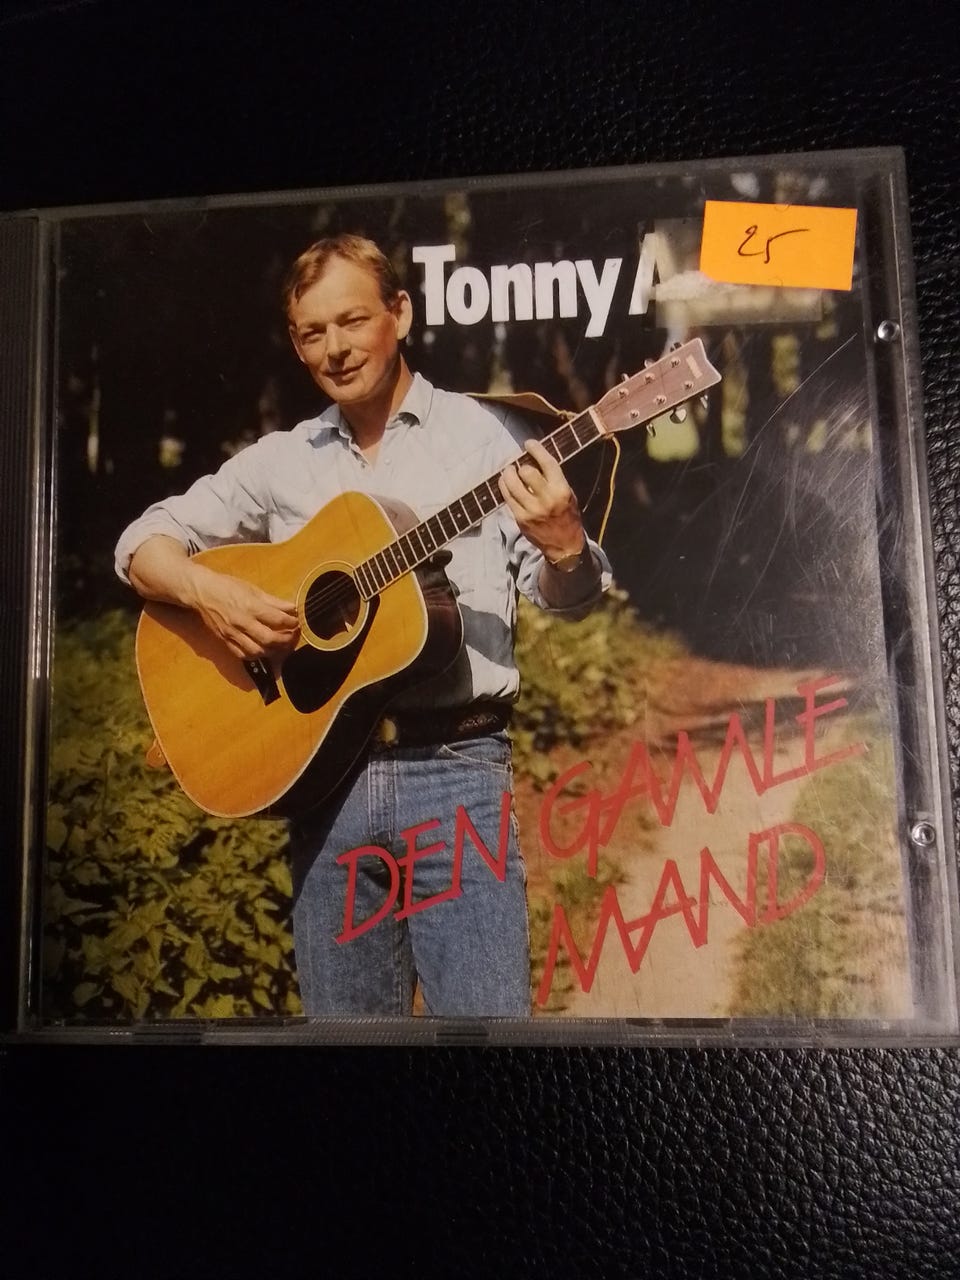 Tonny A
25
DEN GAMLE
MAND